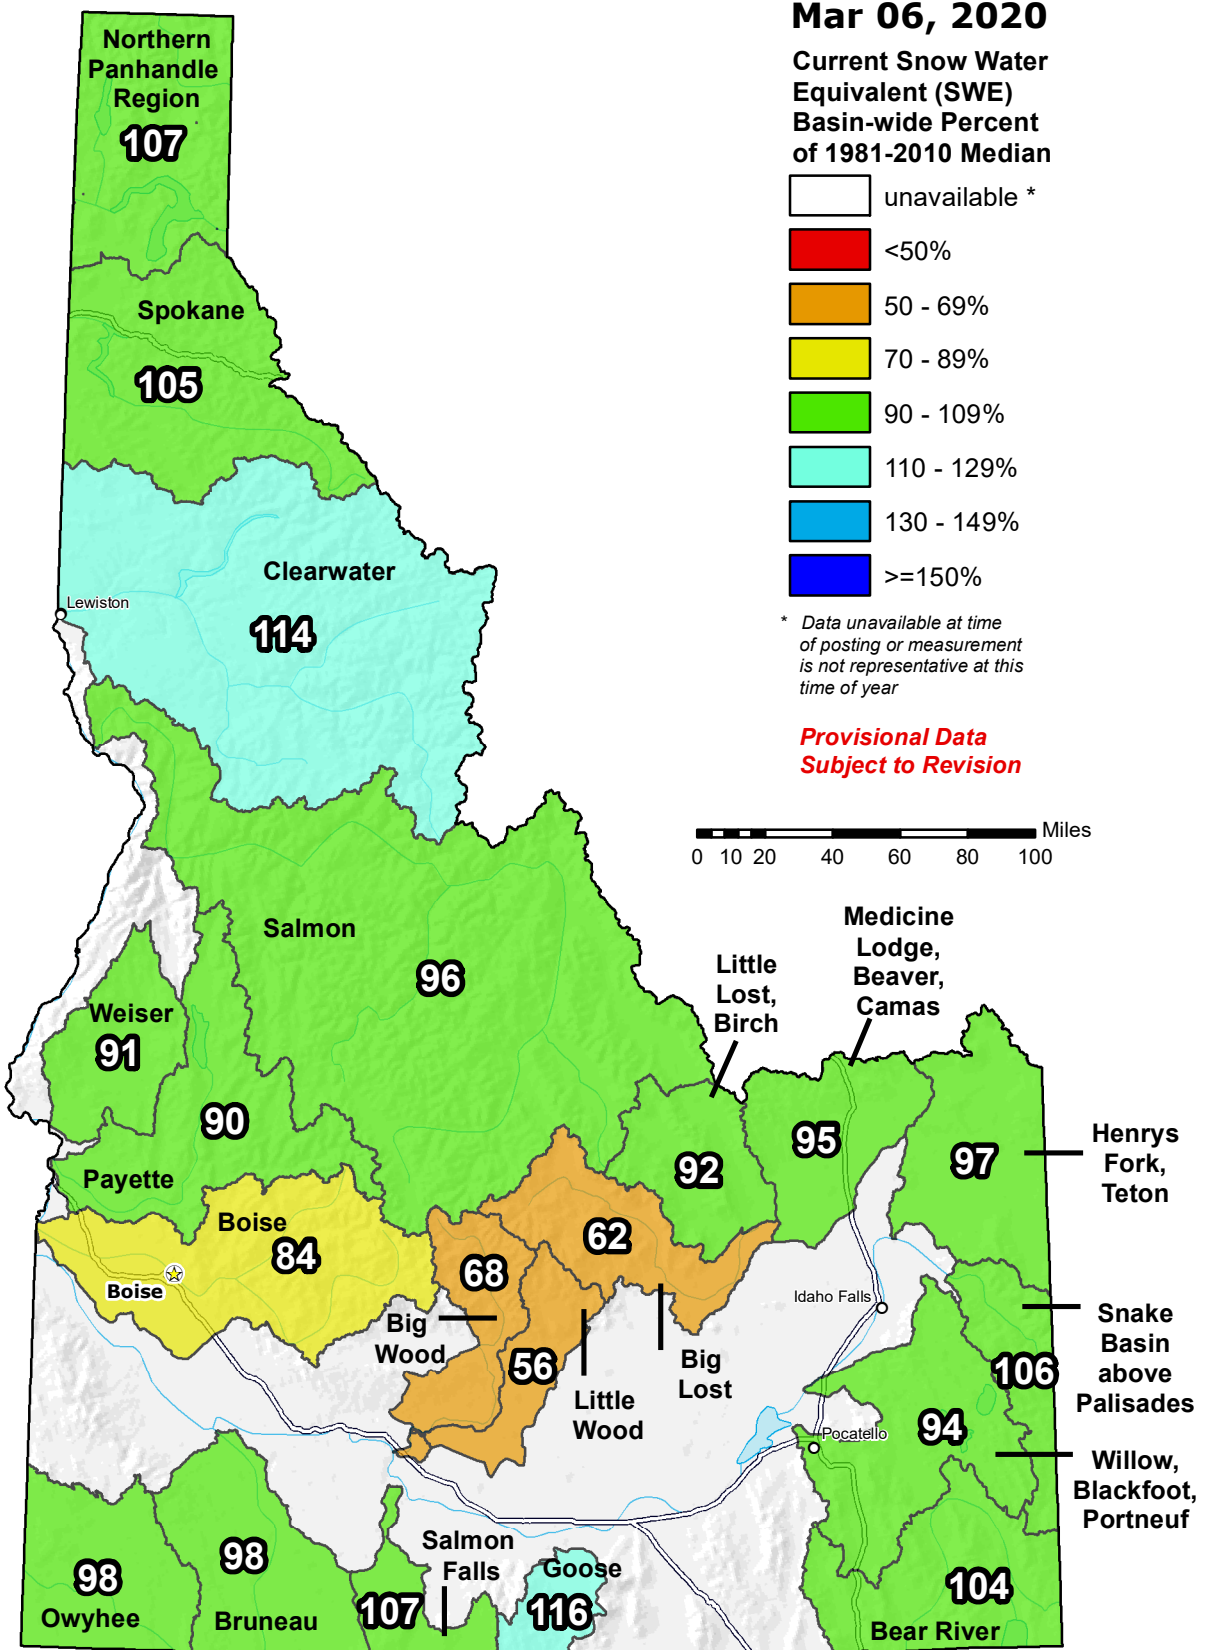 Mar 06, 2020
Current Snow Water
Equivalent (SWE)
Basin-wide Percent
of 1981-2010 Median
unavailable *
<50%
50 - 69%
70 - 89%
90 - 109%
110 - 129%
130 - 149%
>=150%
* Data unavailable at time
of posting or measurement
is not representative at this
time of year
Provisional Data
Subject to Revision
Miles
0 10 20 40 60 80 100
Northern
Panhandle
Region
107
Spokane
105
Clearwater
114
Lewiston
Salmon
96
Weiser
91
90
Payette
Boise
84
Boise
Little
Lost,
Birch
92
Medicine
Lodge,
Beaver,
Camas
95
97
Henrys
Fork,
Teton
62
68
Big
Wood
56
Little
Wood
Big
Lost
Idaho Falls
Snake
Basin
above
Palisades
106
94
Pocatello
Willow,
Blackfoot,
Portneuf
98
Owyhee
98
Bruneau
107
Salmon
Falls
Goose
116
104
Bear River